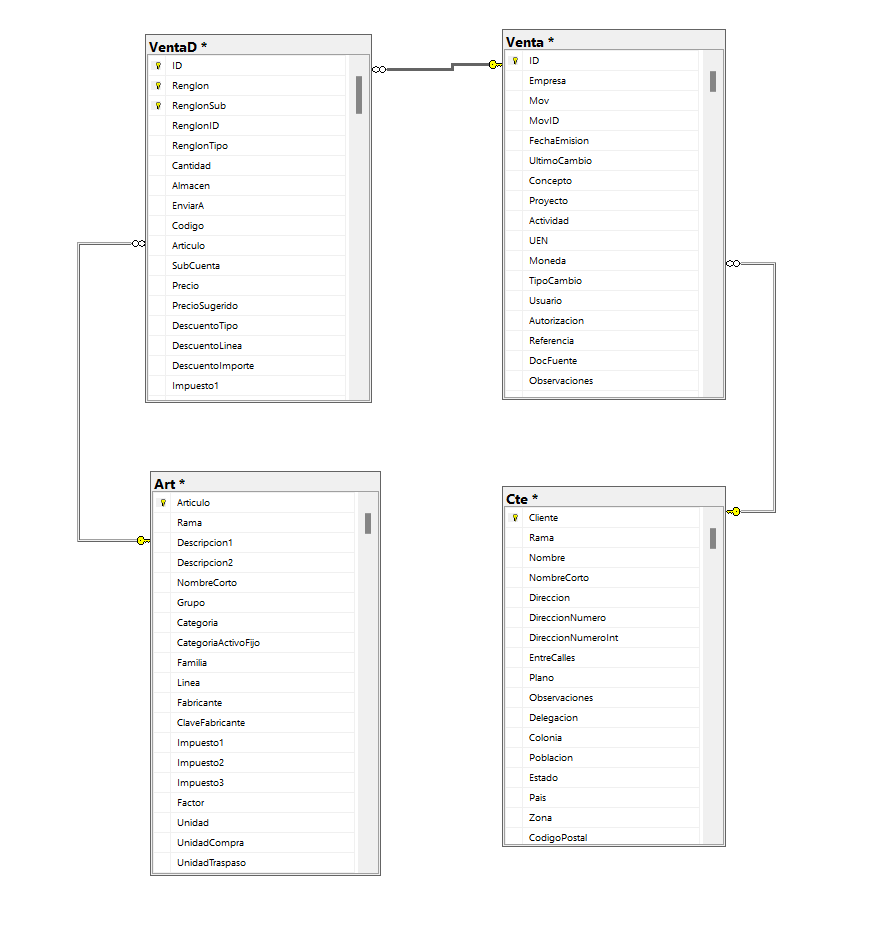 VentaD *
ID
Renglon
RenglonSub
RenglonID
RenglonTipo
Cantidad
Almacen
EnviarA
Codigo
Articulo
SubCuenta
Precio
PrecioSugerido
DescuentoTipo
DescuentoLinea
DescuentoImporte
Impuesto1
Venta *
ID
Empresa
Mov
MovID
FechaEmision
UltimoCambio
Concepto
Proyecto
Actividad
UEN
Moneda
TipoCambio
Usuario
Autorizacion
Referencia
DocFuente
Observaciones
Art *
Articulo
Rama
Descripcion1
Descripcion2
NombreCorto
Grupo
Categoria
CategoriaActivoFijo
Familia
Linea
Fabricante
ClaveFabricante
Impuesto1
Impuesto2
Impuesto3
Factor
Unidad
UnidadCompra
UnidadTraspaso
Cte *
Cliente
Rama
Nombre
NombreCorto
Direccion
DireccionNumero
DireccionNumeroInt
EntreCalles
Plano
Observaciones
Delegacion
Colonia
Poblacion
Estado
Pais
Zona
CodigoPostal